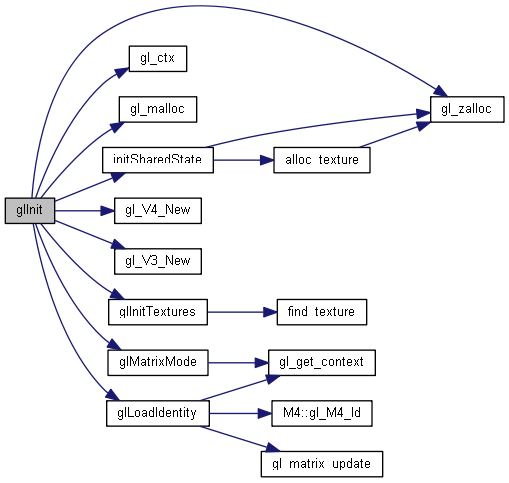 glInit
gl_ctx
gl_malloc
initSharedState
gl_V4_New
gl_V3_New
glInitTextures
glMatrixMode
glLoadIdentity
gl_zalloc
alloc_texture
find_texture
gl_get_context
M4::gl_M4_Id
gl_matrix_update